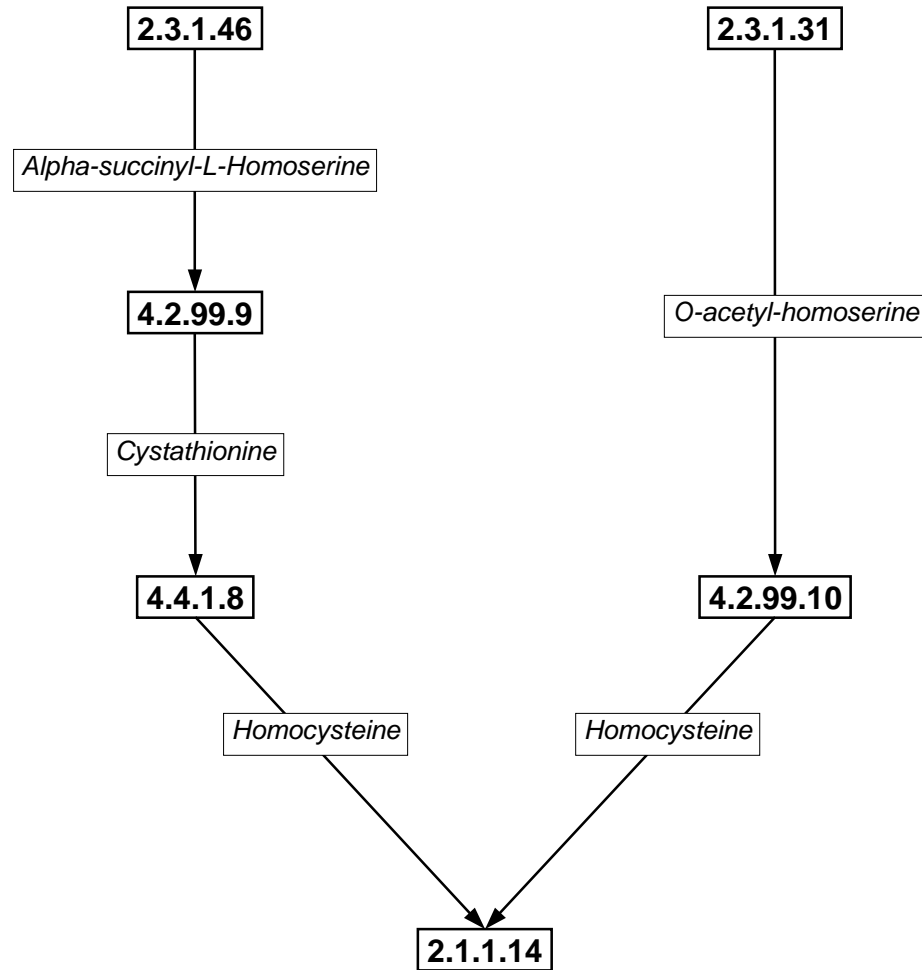 2.3.1.46
2.3.1.31
Alpha-succinyl-L-Homoserine
4.2.99.9
O-acetyl-homoserine
Cystathionine
4.4.1.8
4.2.99.10
Homocysteine
Homocysteine
2.1.1.14